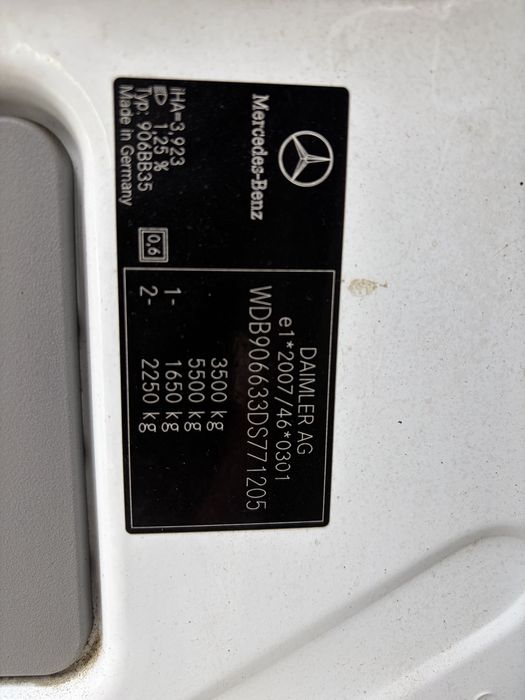 Mercedes-Benz
iHA=3,923
1,25 %
Typ: 906BB35
Made in Germany
0.6
DAIMLER AG
e1*2007/46*0301
WDB906633DS771205
3500 kg
5500 kg
1- 1650 kg
2- 2250 kg